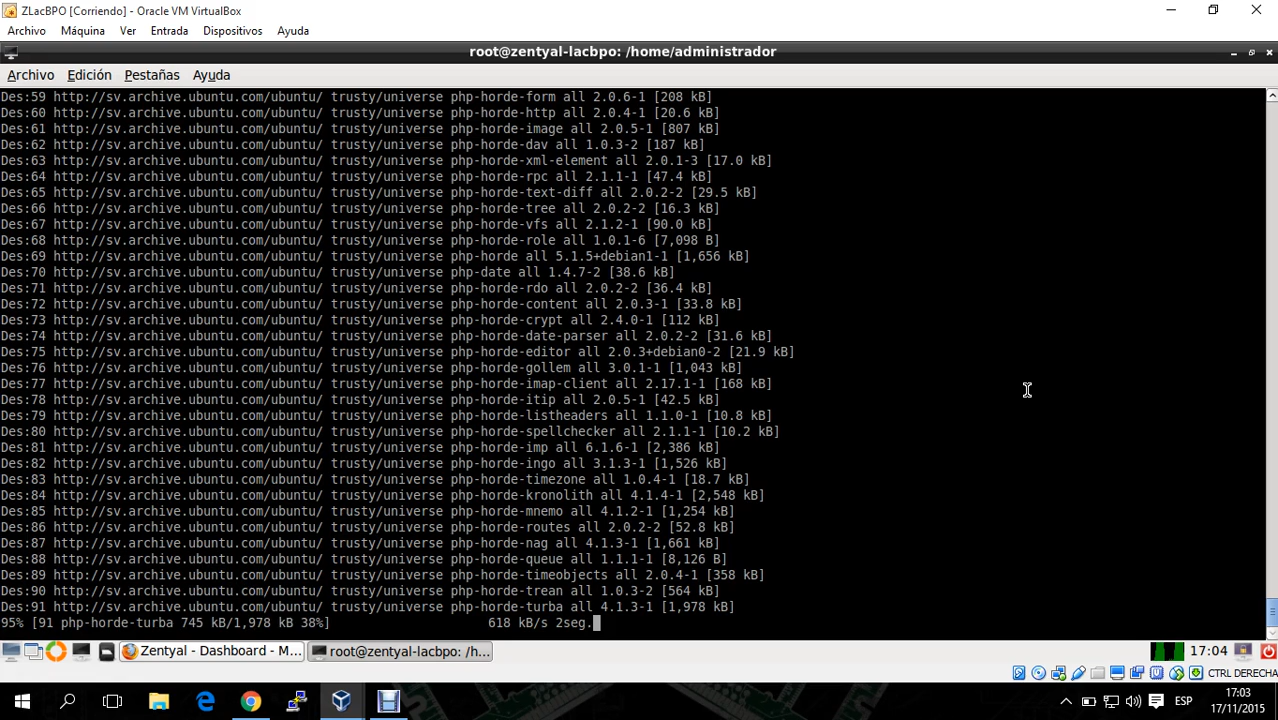 ZLacBPO [Corriendo] - Oracle VM VirtualBox
Archivo Máquina Ver Entrada Dispositivos Ayuda
root@zentyal-lacbpo: /home/administrador
Archivo Edición Pestañas Ayuda
Des:59 http://sv.archive.ubuntu.com/ubuntu/ trusty/universe php-horde-form all 2.0.6-1 [208 kB]
Des:60 http://sv.archive.ubuntu.com/ubuntu/ trusty/universe php-horde-http all 2.0.4-1 [20.6 kB]
Des:61 http://sv.archive.ubuntu.com/ubuntu/ trusty/universe php-horde-image all 2.0.5-1 [807 kB]
Des:62 http://sv.archive.ubuntu.com/ubuntu/ trusty/universe php-horde-dav all 1.0.3-2 [187 kB]
Des:63 http://sv.archive.ubuntu.com/ubuntu/ trusty/universe php-horde-xml-element all 2.0.1-3 [17.0 kB]
Des:64 http://sv.archive.ubuntu.com/ubuntu/ trusty/universe php-horde-rpc all 2.1.1-1 [47.4 kB]
Des:65 http://sv.archive.ubuntu.com/ubuntu/ trusty/universe php-horde-text-diff all 2.0.2-2 [29.5 kB]
Des:66 http://sv.archive.ubuntu.com/ubuntu/ trusty/universe php-horde-tree all 2.0.2-2 [16.3 kB]
Des:67 http://sv.archive.ubuntu.com/ubuntu/ trusty/universe php-horde-vfs all 2.1.2-1 [90.0 kB]
Des:68 http://sv.archive.ubuntu.com/ubuntu/ trusty/universe php-horde-role all 1.0.1-6 [7,098 B]
Des:69 http://sv.archive.ubuntu.com/ubuntu/ trusty/universe php-horde all 5.1.5+debian1-1 [1,656 kB]
Des:70 http://sv.archive.ubuntu.com/ubuntu/ trusty/universe php-date all 1.4.7-2 [38.6 kB]
Des:71 http://sv.archive.ubuntu.com/ubuntu/ trusty/universe php-horde-rdo all 2.0.2-2 [36.4 kB]
Des:72 http://sv.archive.ubuntu.com/ubuntu/ trusty/universe php-horde-content all 2.0.3-1 [33.8 kB]
Des:73 http://sv.archive.ubuntu.com/ubuntu/ trusty/universe php-horde-crypt all 2.4.0-1 [112 kB]
Des:74 http://sv.archive.ubuntu.com/ubuntu/ trusty/universe php-horde-date-parser all 2.0.2-2 [31.6 kB]
Des:75 http://sv.archive.ubuntu.com/ubuntu/ trusty/universe php-horde-editor all 2.0.3+debian0-2 [21.9 kB]
Des:76 http://sv.archive.ubuntu.com/ubuntu/ trusty/universe php-horde-gollem all 3.0.1-1 [1,043 kB]
Des:77 http://sv.archive.ubuntu.com/ubuntu/ trusty/universe php-horde-imap-client all 2.17.1-1 [168 kB]
Des:78 http://sv.archive.ubuntu.com/ubuntu/ trusty/universe php-horde-itip all 2.0.5-1 [42.5 kB]
Des:79 http://sv.archive.ubuntu.com/ubuntu/ trusty/universe php-horde-listheaders all 1.1.0-1 [10.8 kB]
Des:80 http://sv.archive.ubuntu.com/ubuntu/ trusty/universe php-horde-spellchecker all 2.1.1-1 [10.2 kB]
Des:81 http://sv.archive.ubuntu.com/ubuntu/ trusty/universe php-horde-imp all 6.1.6-1 [2,386 kB]
Des:82 http://sv.archive.ubuntu.com/ubuntu/ trusty/universe php-horde-ingo all 3.1.3-1 [1,526 kB]
Des:83 http://sv.archive.ubuntu.com/ubuntu/ trusty/universe php-horde-timezone all 1.0.4-1 [18.7 kB]
Des:84 http://sv.archive.ubuntu.com/ubuntu/ trusty/universe php-horde-kronolith all 4.1.4-1 [2,548 kB]
Des:85 http://sv.archive.ubuntu.com/ubuntu/ trusty/universe php-horde-mnemo all 4.1.2-1 [1,254 kB]
Des:86 http://sv.archive.ubuntu.com/ubuntu/ trusty/universe php-horde-routes all 2.0.2-2 [52.8 kB]
Des:87 http://sv.archive.ubuntu.com/ubuntu/ trusty/universe php-horde-nag all 4.1.3-1 [1,661 kB]
Des:88 http://sv.archive.ubuntu.com/ubuntu/ trusty/universe php-horde-queue all 1.1.1-1 [8,126 B]
Des:89 http://sv.archive.ubuntu.com/ubuntu/ trusty/universe php-horde-timeobjects all 2.0.4-1 [358 kB]
Des:90 http://sv.archive.ubuntu.com/ubuntu/ trusty/universe php-horde-trean all 1.0.3-2 [564 kB]
Des:91 http://sv.archive.ubuntu.com/ubuntu/ trusty/universe php-horde-turba all 4.1.3-1 [1,978 kB]
95% [91 php-horde-turba 745 kB/1,978 kB 38%] 618 kB/s 2seg.
Zentyal - Dashboard - M... root@zentyal-lacbpo: /h... 17:04
CTRL DERECHA
ESP 17:03
17/11/2015